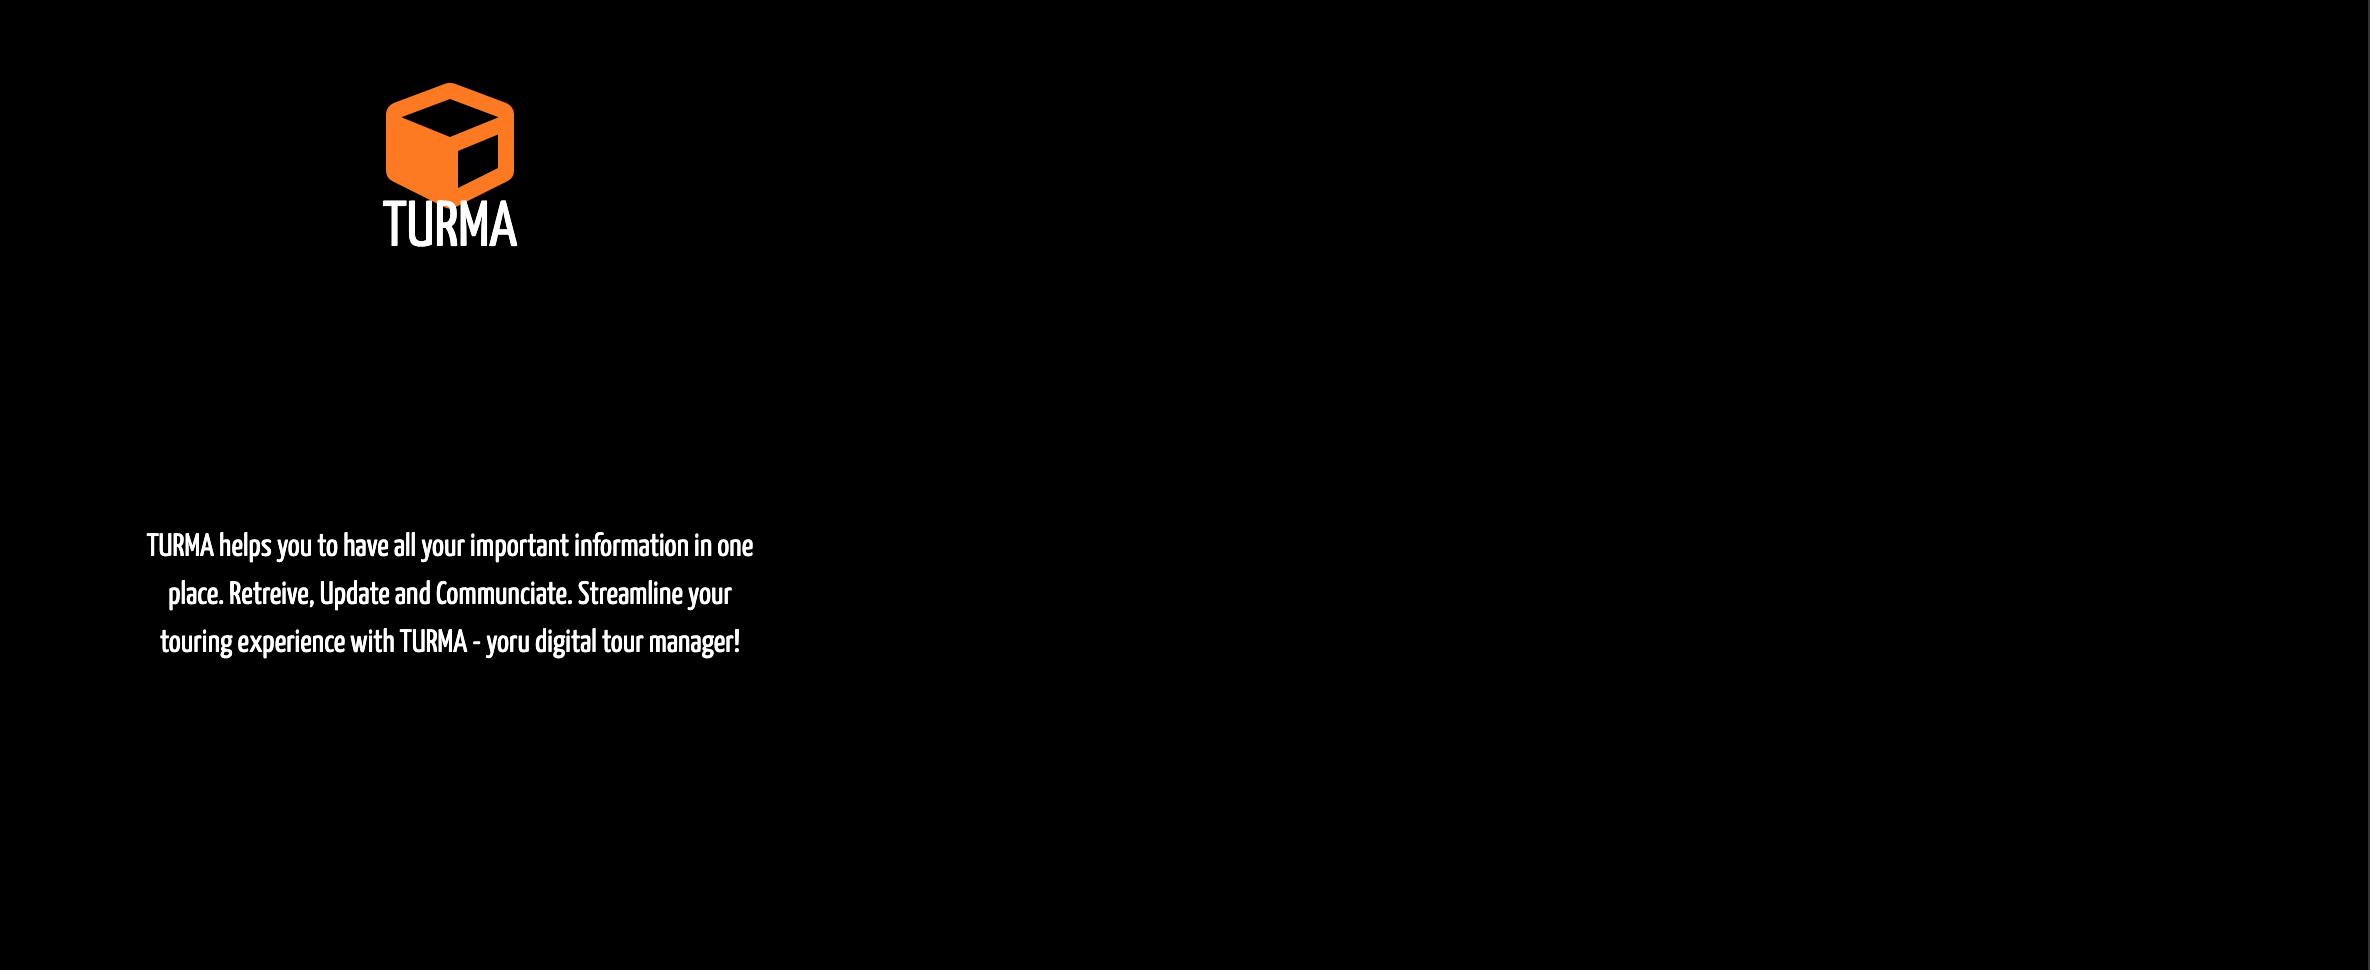 TURMA
TURMA helps you to have all your important information in one
place. Retreive, Update and Communciate. Streamline your
touring experience with TURMA - yoru digital tour manager!